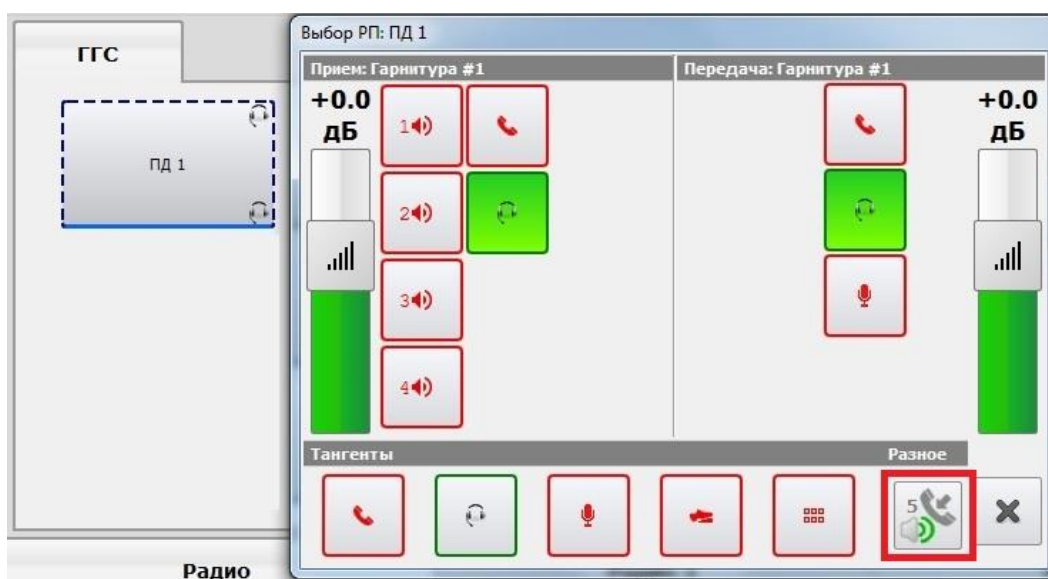 ГГС
ПД 1
Выбор РП: ПД 1
Прием: Гарнитура #1
Передача: Гарнитура #1
+0.0
дБ
1
2
3
4
+0.0
дБ
Тангенты
Разное
5
Радио